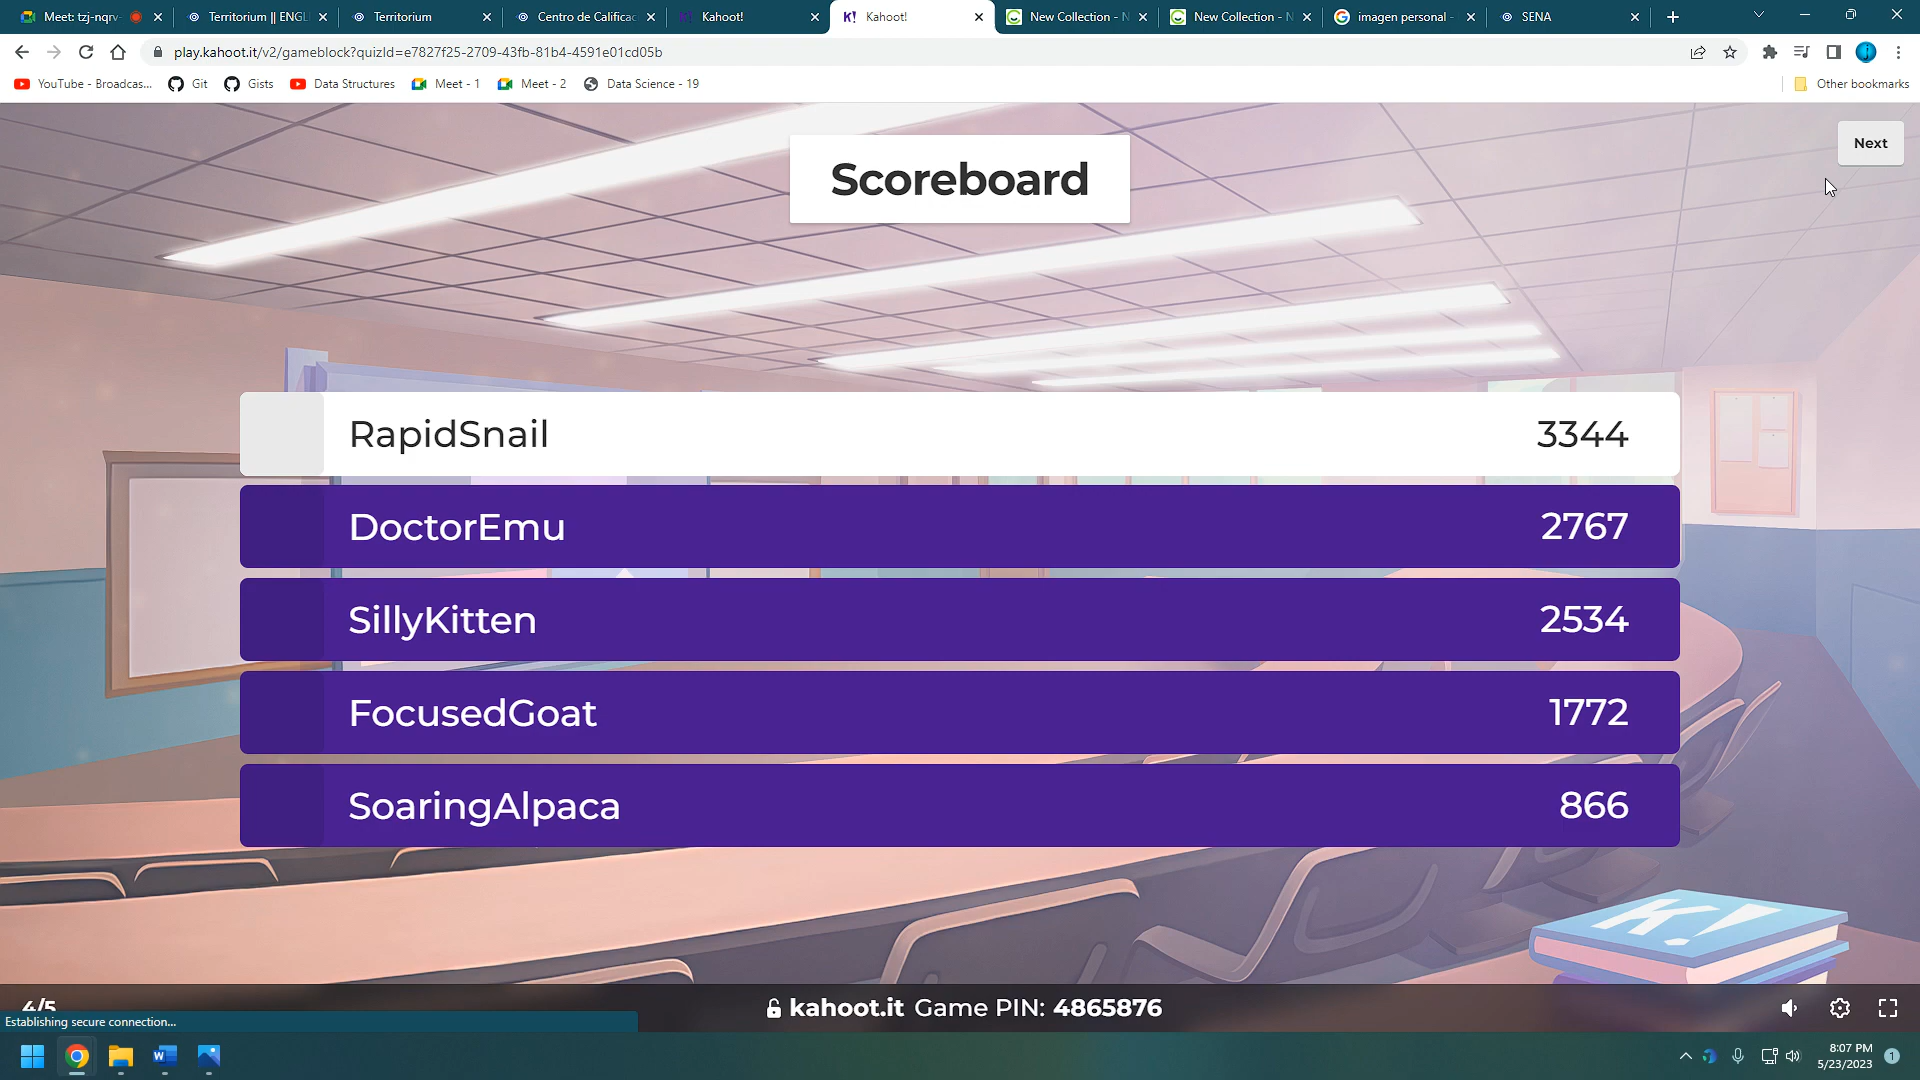 Meet: tzj-nqrv-
Territorium || ENGL
Territorium
Centro de Calificac
Kahoot!
Kahoot!
New Collection - N
New Collection - N
imagen personal -
SENA
play.kahoot.it/v2/gameblock?quizId=e7827f25-2709-43fb-81b4-4591e01cd05b
YouTube - Broadcas...
Git
Gists
Data Structures
Meet - 1
Meet - 2
Data Science - 19
Other bookmarks
Scoreboard
Next
RapidSnail 3344
DoctorEmu 2767
SillyKitten 2534
FocusedGoat 1772
SoaringAlpaca 866
K!
4/5
kahoot.it Game PIN: 4865876
Establishing secure connection...
8:07 PM
5/23/2023
1